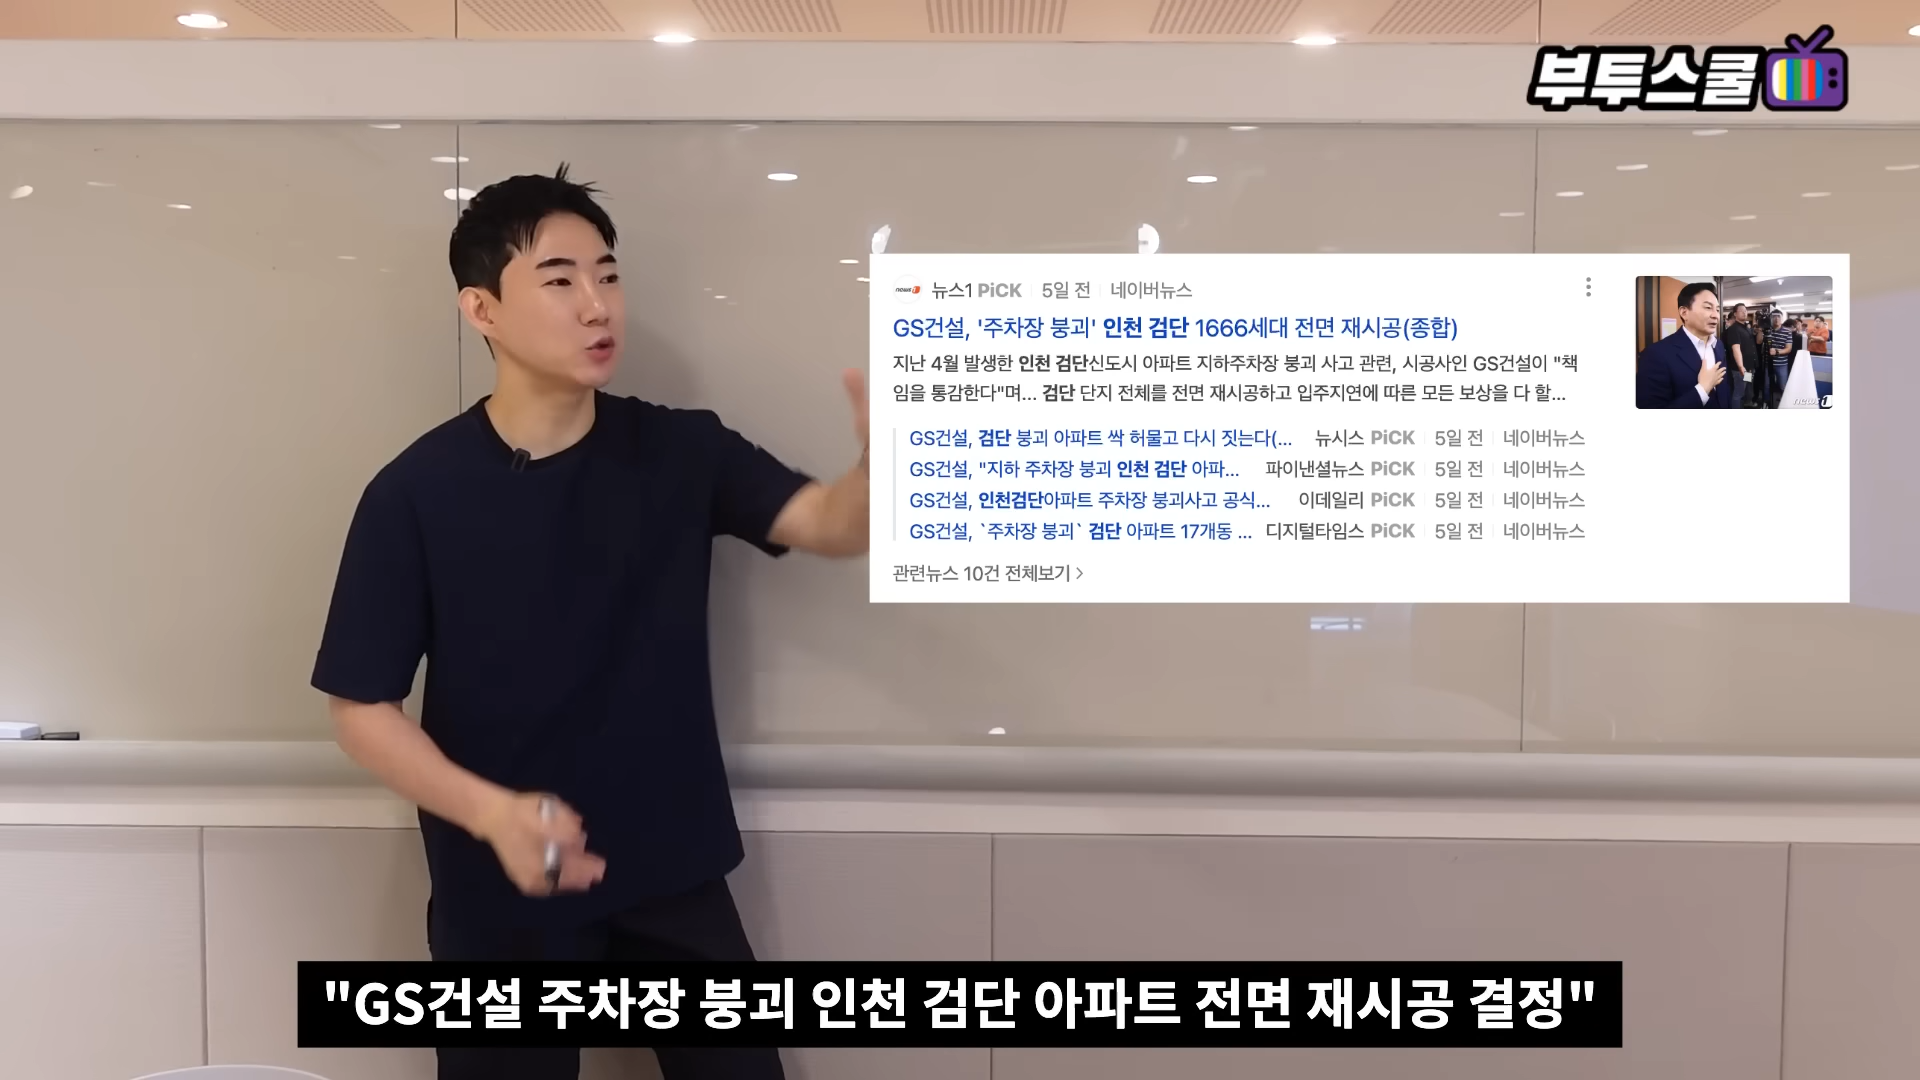 부투스쿨
뉴스1 PiCK 5일 전 네이버뉴스
GS건설, '주차장 붕괴' 인천 검단 1666세대 전면 재시공(종합)
지난 4월 발생한 인천 검단신도시 아파트 지하주차장 붕괴 사고 관련, 시공사인 GS건설이 "책
임을 통감한다"며... 검단 단지 전체를 전면 재시공하고 입주지연에 따른 모든 보상을 다 할...
GS건설, 검단 붕괴 아파트 싹 허물고 다시 짓는다(... 뉴시스 PiCK 5일 전 네이버뉴스
GS건설, "지하 주차장 붕괴 인천 검단 아파... 파이낸셜뉴스 PiCK 5일 전 네이버뉴스
GS건설, 인천검단아파트 주차장 붕괴사고 공식... 이데일리 PiCK 5일 전 네이버뉴스
GS건설, `주차장 붕괴` 검단 아파트 17개동 ... 디지털타임스 PiCK 5일 전 네이버뉴스
관련뉴스 10건 전체보기 >
news1
"GS건설 주차장 붕괴 인천 검단 아파트 전면 재시공 결정"